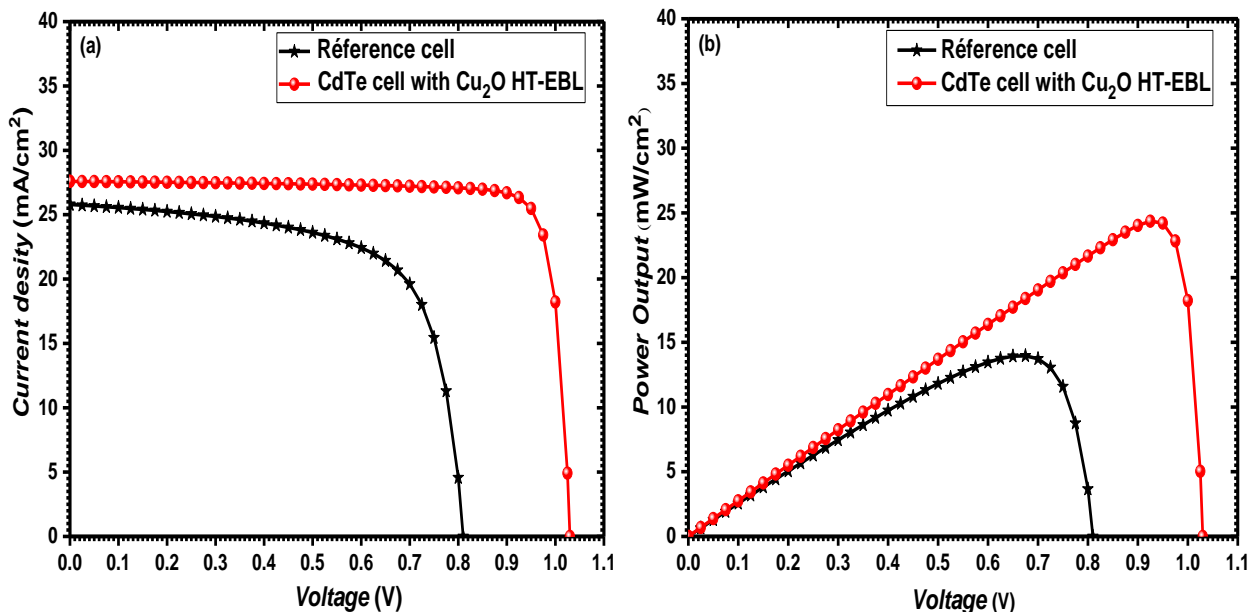 (a)
Réference cell
CdTe cell with Cu₂O HT-EBL
Current desity (mA/cm²)
40
35
30
25
20
15
10
5
0
0.0 0.1 0.2 0.3 0.4 0.5 0.6 0.7 0.8 0.9 1.0 1.1
Voltage (V)
(b)
Réference cell
CdTe cell with Cu₂O HT-EBL
Power Output (mW/cm²)
40
35
30
25
20
15
10
5
0
0.0 0.1 0.2 0.3 0.4 0.5 0.6 0.7 0.8 0.9 1.0 1.1
Voltage (V)